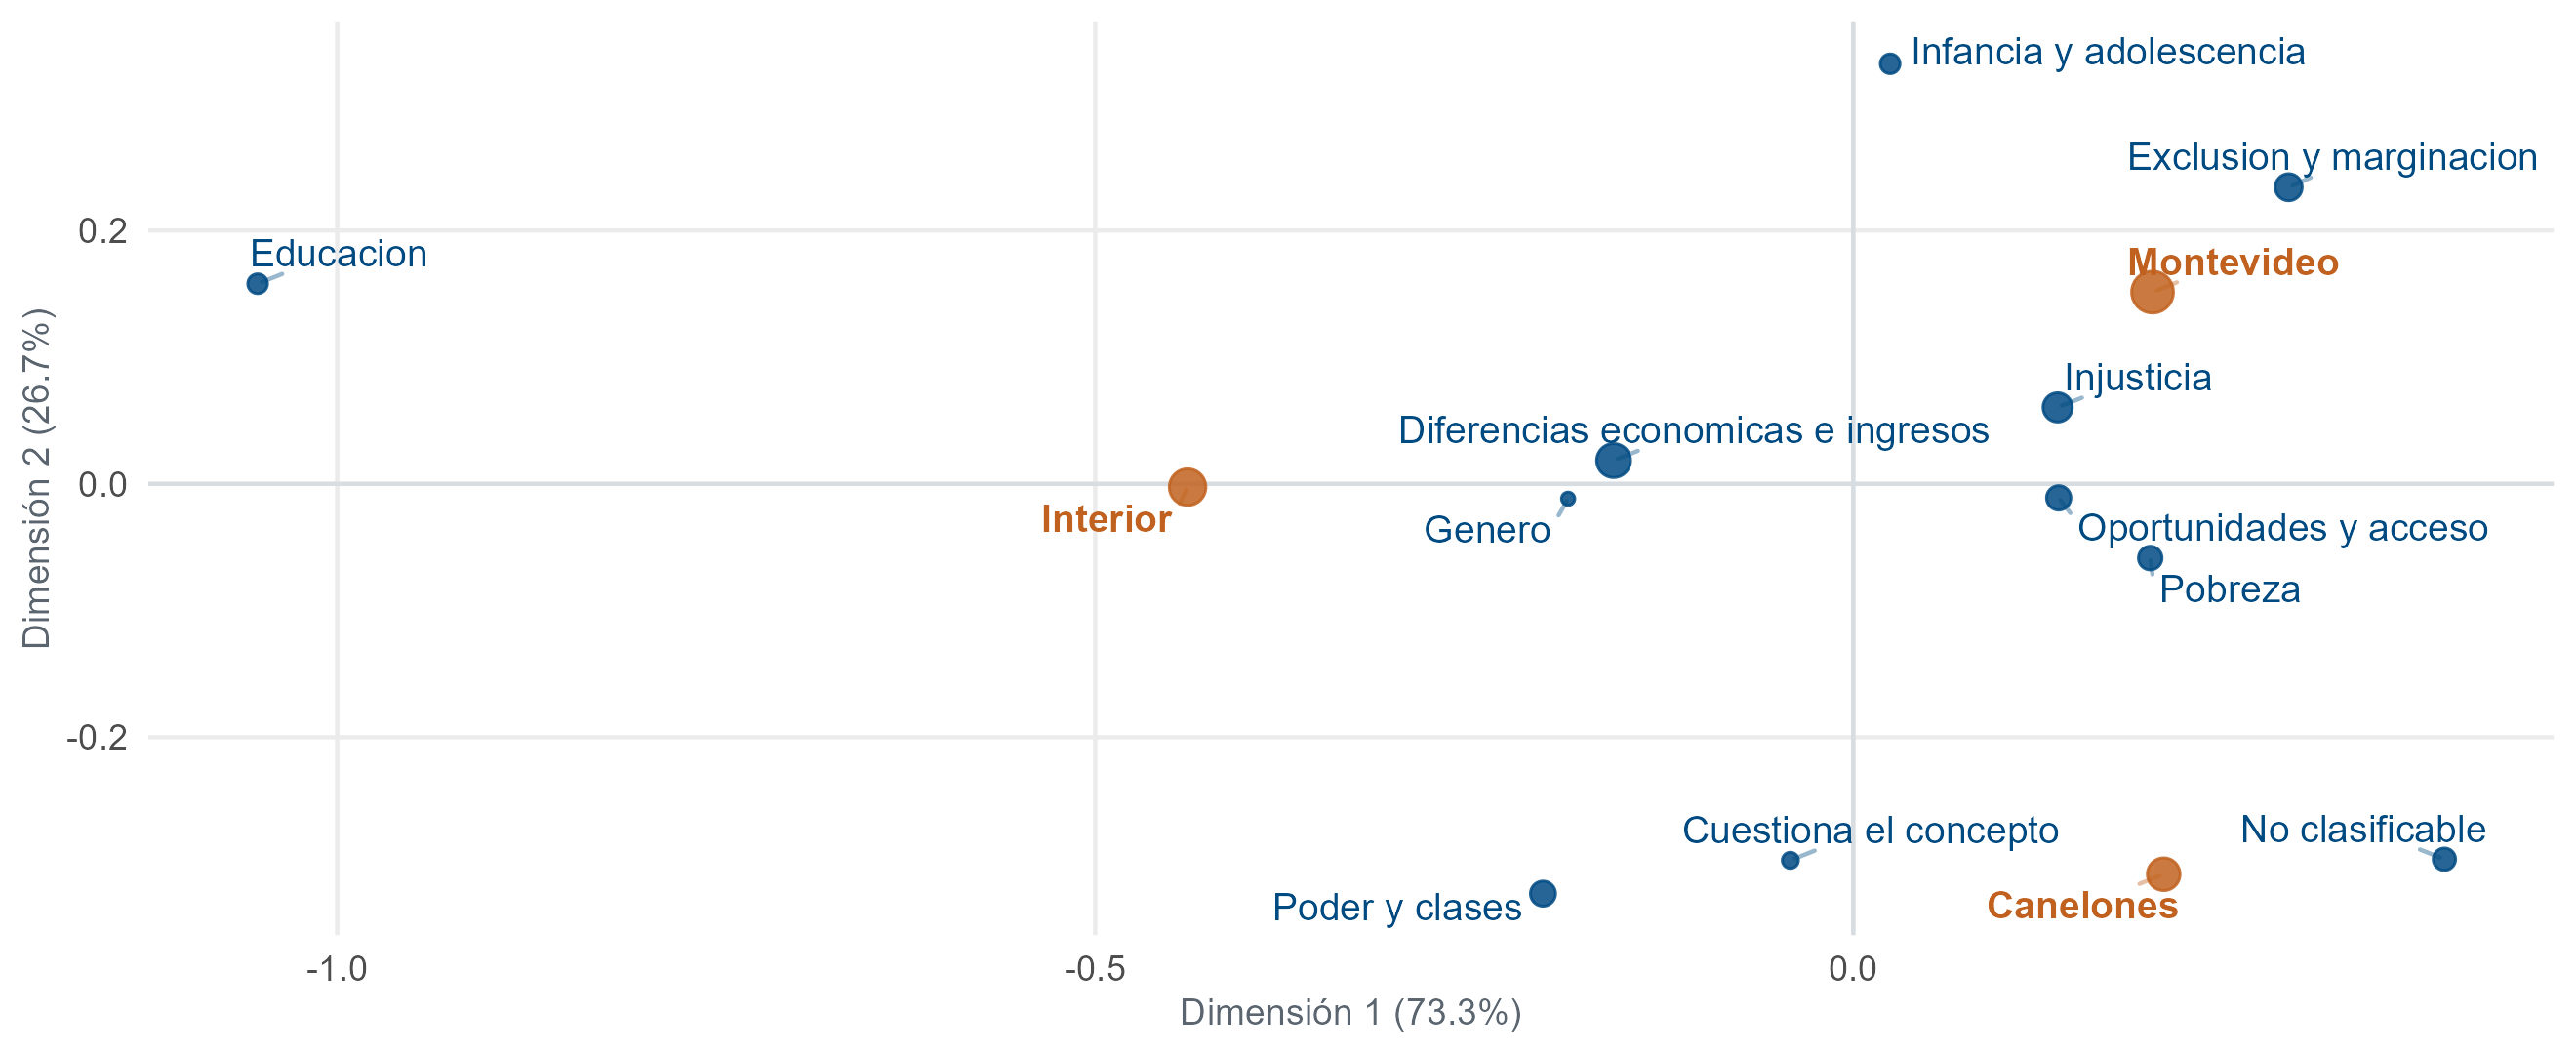 Infancia y adolescencia
Exclusion y marginacion
0.2
Educacion
Montevideo
Injusticia
Diferencias economicas e ingresos
0.0
Interior
Genero
Oportunidades y acceso
Pobreza
-0.2
Cuestiona el concepto
No clasificable
Poder y clases
Canelones
-1.0
-0.5
0.0
Dimensión 1 (73.3%)
Dimensión 2 (26.7%)